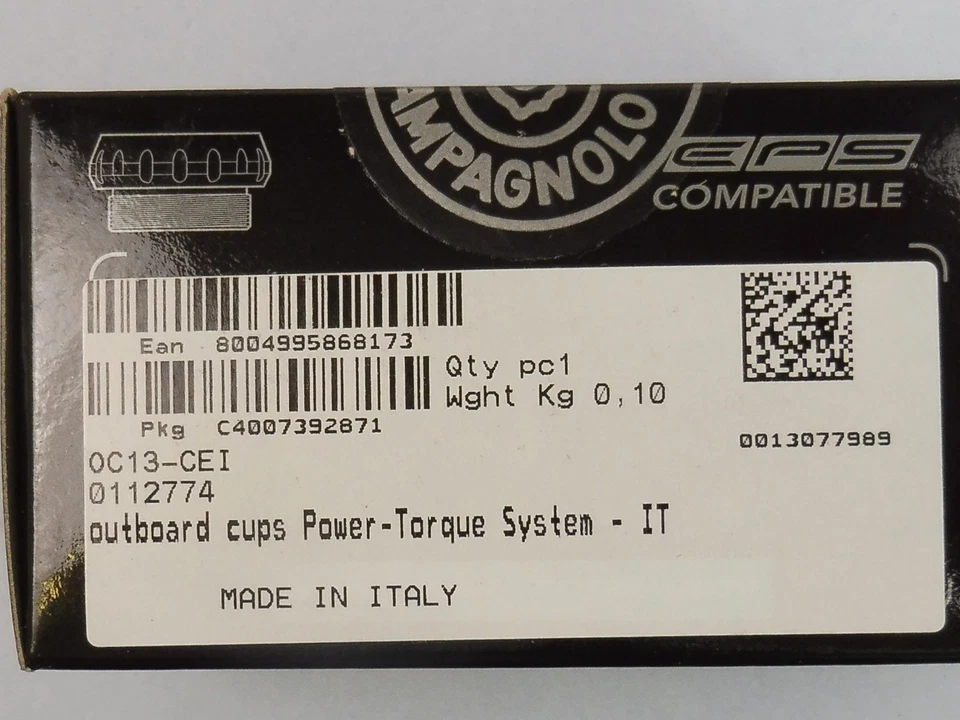 CAMPAGNOLO
EPS
COMPATIBLE
Ean 8004995868173
Qty pc1
Wght Kg 0,10
Pkg C4007392871
0013077989
OC13-CEI
0112774
outboard cups Power-Torque System - IT
MADE IN ITALY